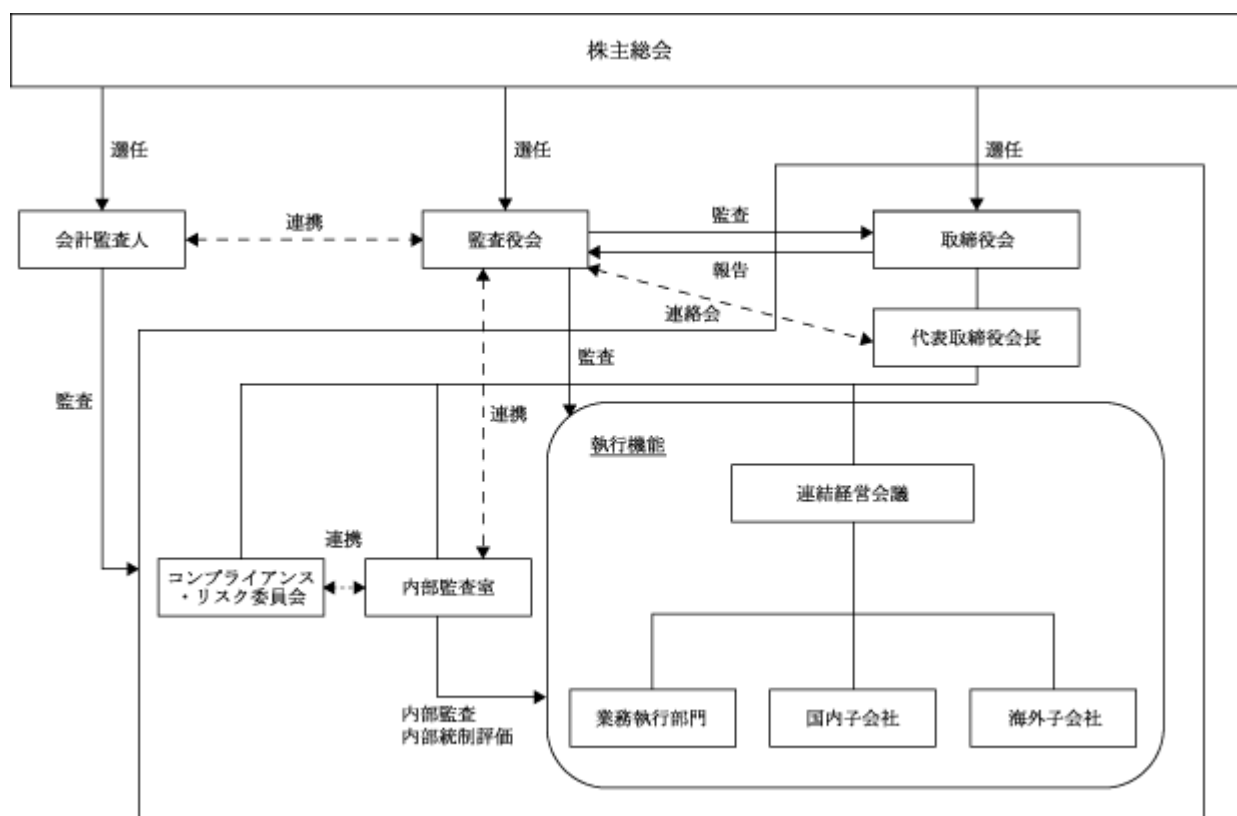 株主総会
選任
選任
選任
会計監査人
連携
監査役会
監査
取締役会
報告
連絡会
代表取締役会長
監査
監査
連携
執行機能
連結経営会議
連携
コンプライアンス
・リスク委員会
内部監査室
業務執行部門
国内子会社
海外子会社
内部監査
内部統制評価